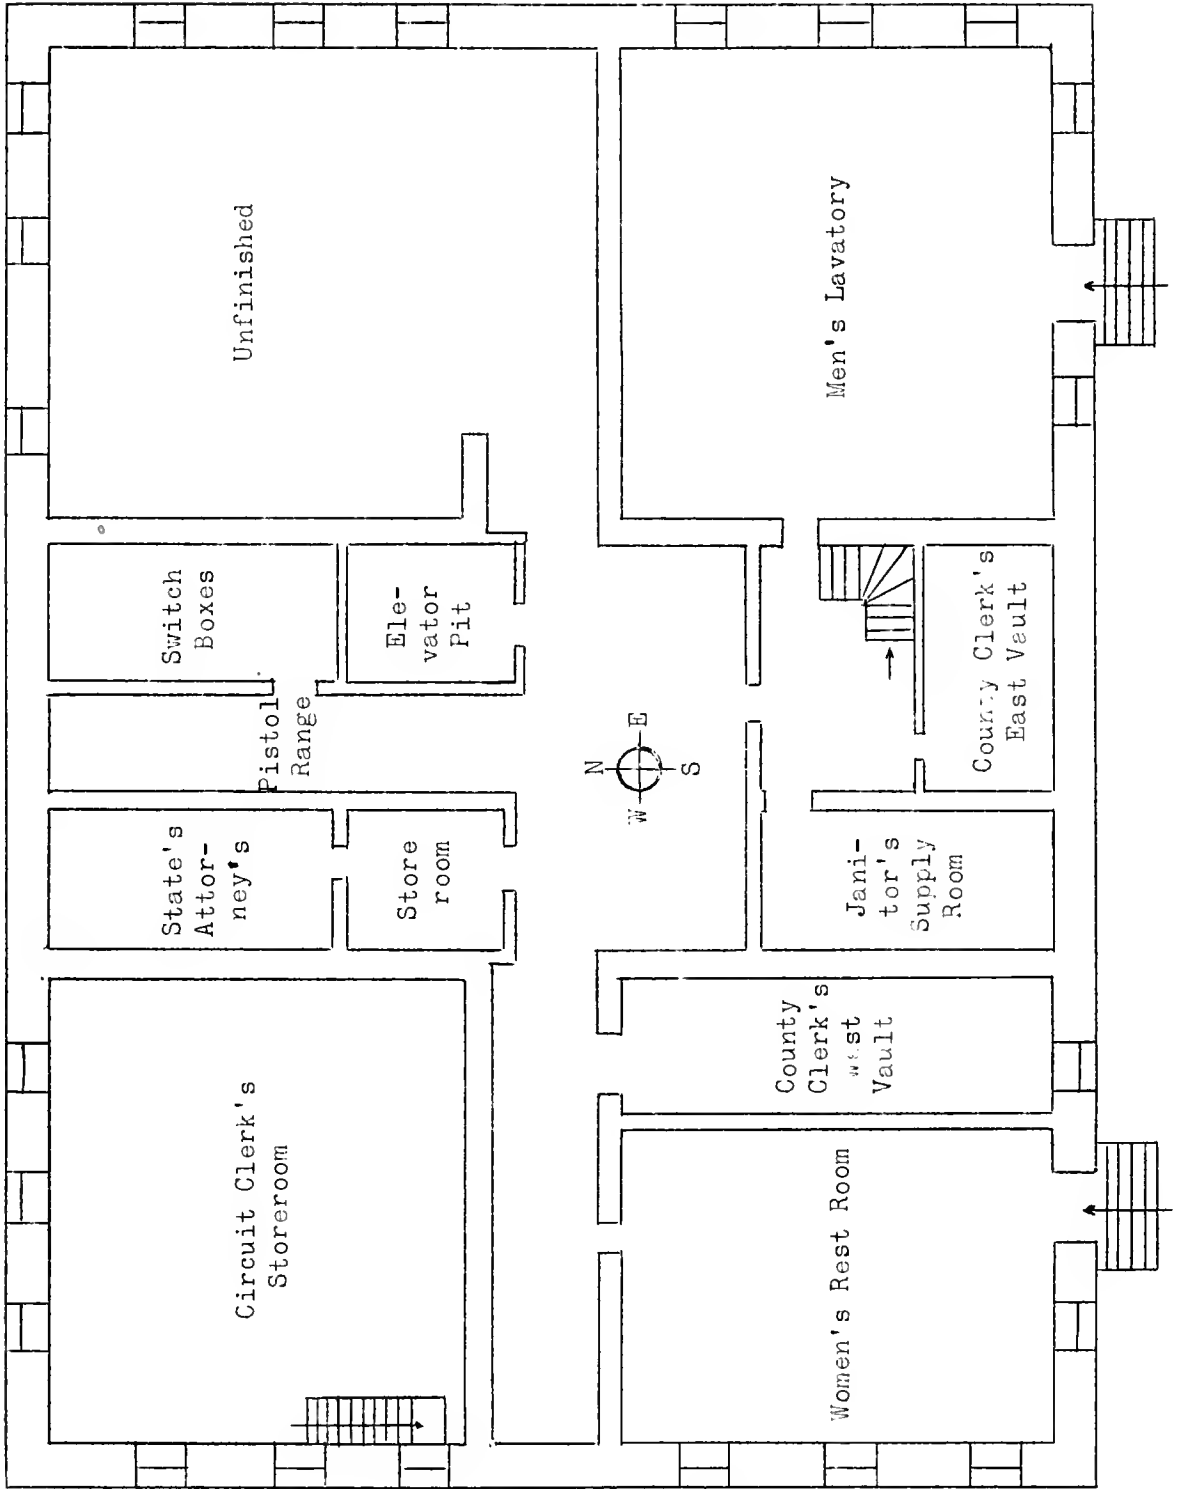 Circuit Clerk's
Storeroom
State's
Attor-
ney's
Pistol
Range
Switch
Boxes
Unfinished
Store
room
Ele-
vator
Pit
N
W
E
S
Women's Rest Room
County
Clerk's
Vault
Jani-
tor's
Supply
Room
County Clerk's
East Vault
Men's Lavatory